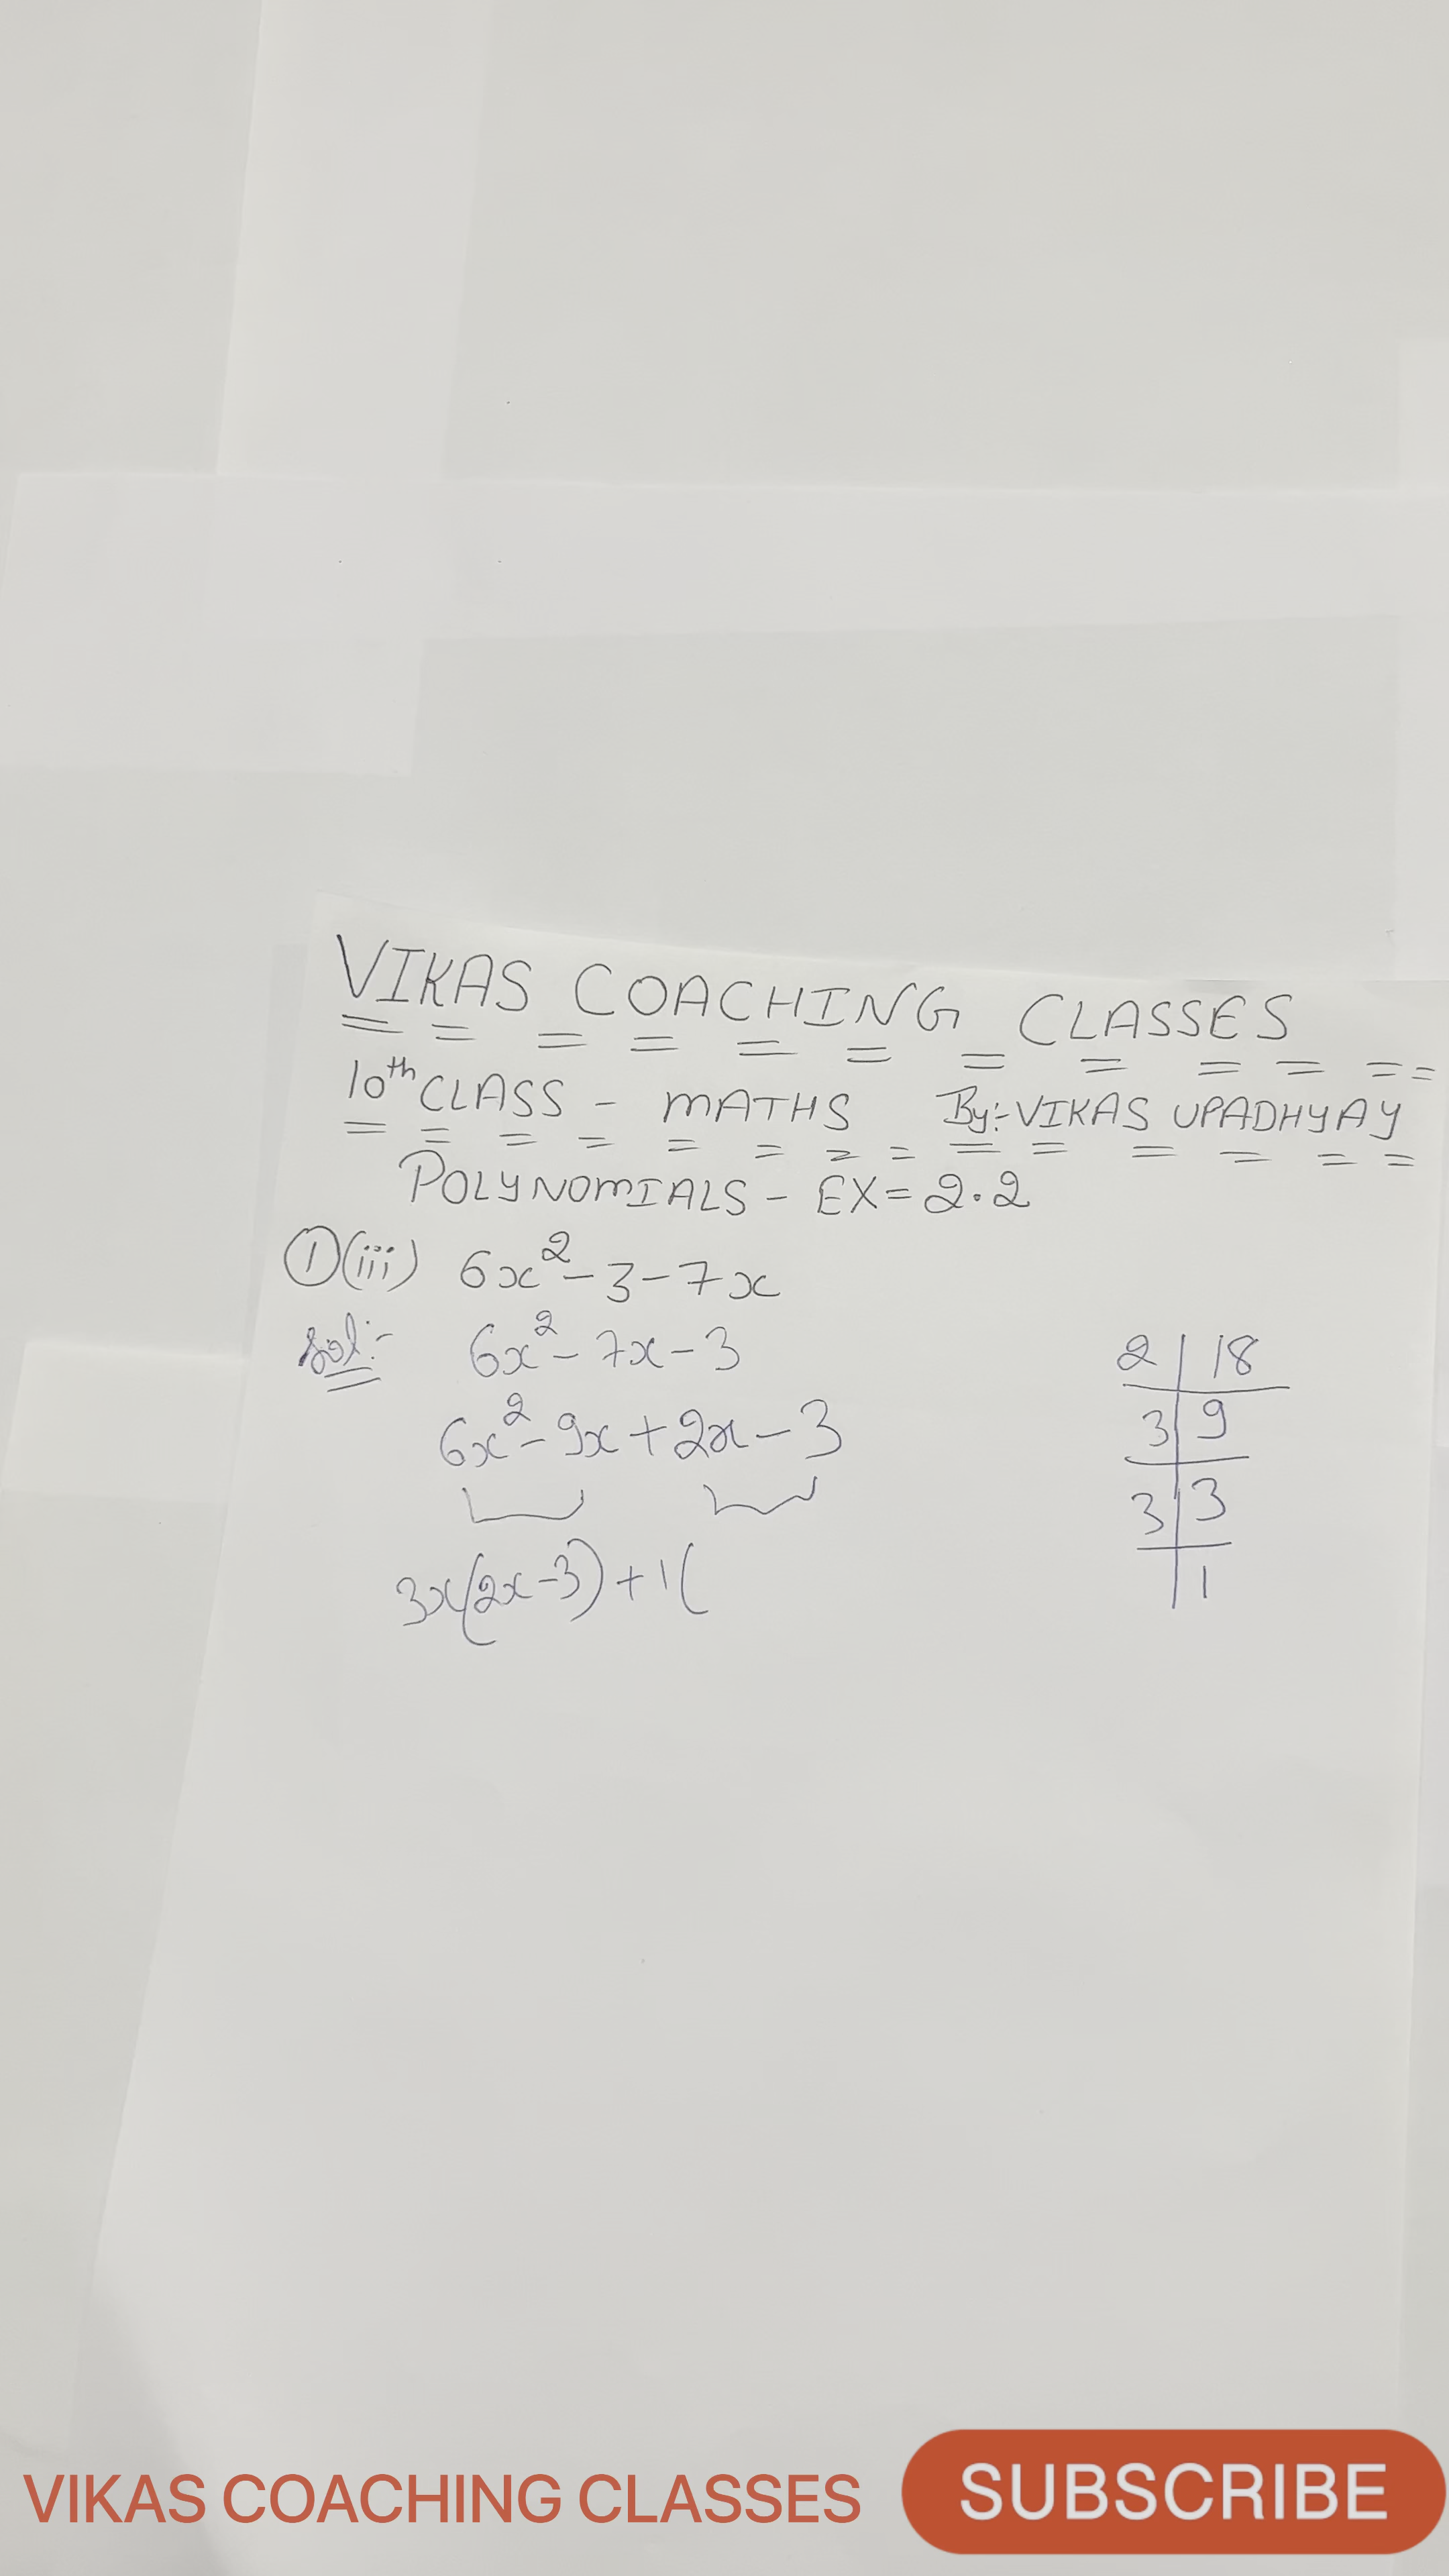 VIKAS COACHING CLASSES
10th CLASS - MATHS By:- VIKAS UPADHYAY
POLYNOMIALS - EX = 2.2
①(iii) 6x² - 3 - 7x
Sol:- 6x² - 7x - 3
6x² - 9x + 2x - 3
3x(2x - 3) + 1(
2 | 18
3 | 9
3 | 3
| 1
VIKAS COACHING CLASSES
SUBSCRIBE